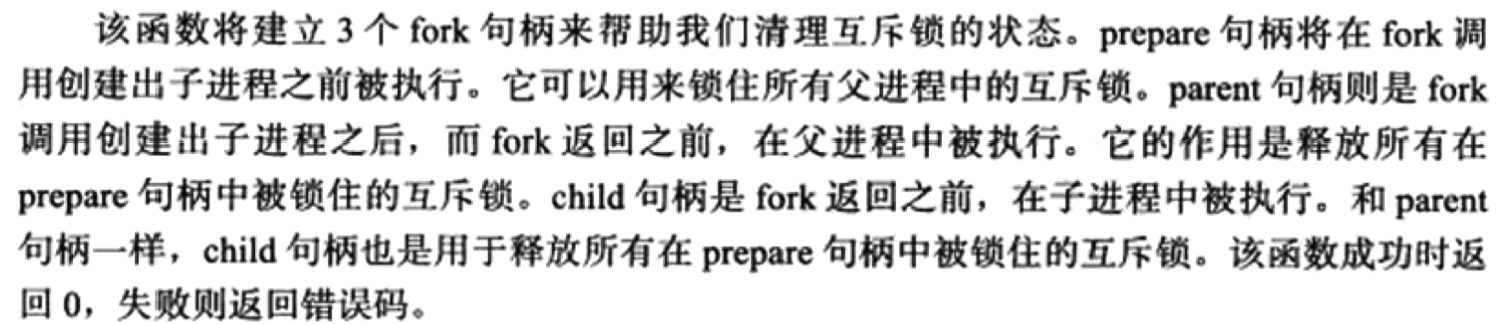 该函数将建立 3 个 fork 句柄来帮助我们清理互斥锁的状态。prepare 句柄将在 fork 调
用创建出子进程之前被执行。它可以用来锁住所有父进程中的互斥锁。parent 句柄则是 fork
调用创建出子进程之后，而 fork 返回之前，在父进程中被执行。它的作用是释放所有在
prepare 句柄中被锁住的互斥锁。child 句柄是 fork 返回之前，在子进程中被执行。和 parent
句柄一样，child 句柄也是用于释放所有在 prepare 句柄中被锁住的互斥锁。该函数成功时返
回 0，失败则返回错误码。